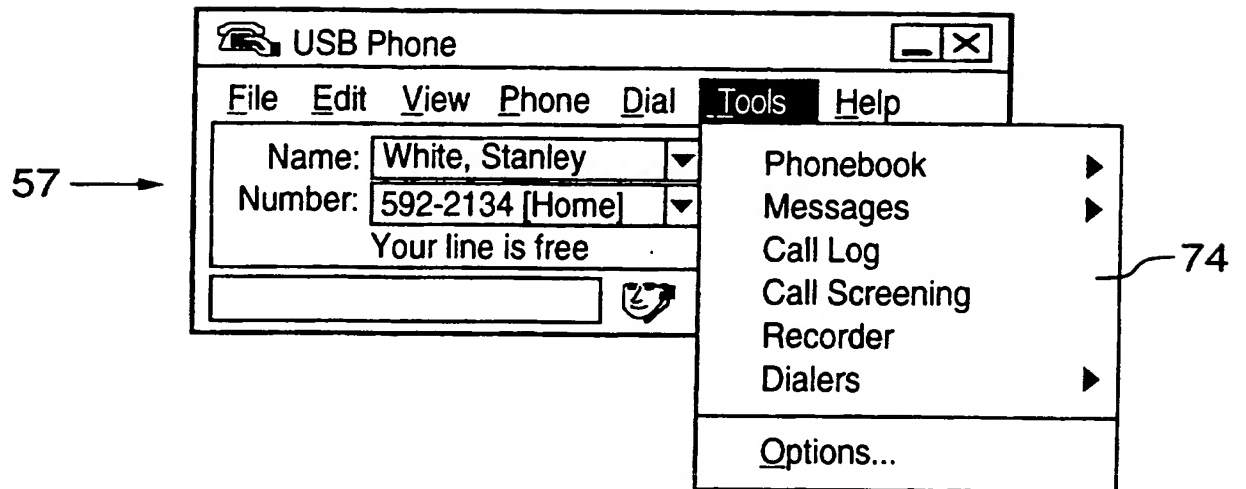 USB Phone
File Edit View Phone Dial Tools Help
Name: White, Stanley
Number: 592-2134 [Home]
Your line is free
Phonebook
Messages
Call Log
Call Screening
Recorder
Dialers
Options...
57
74